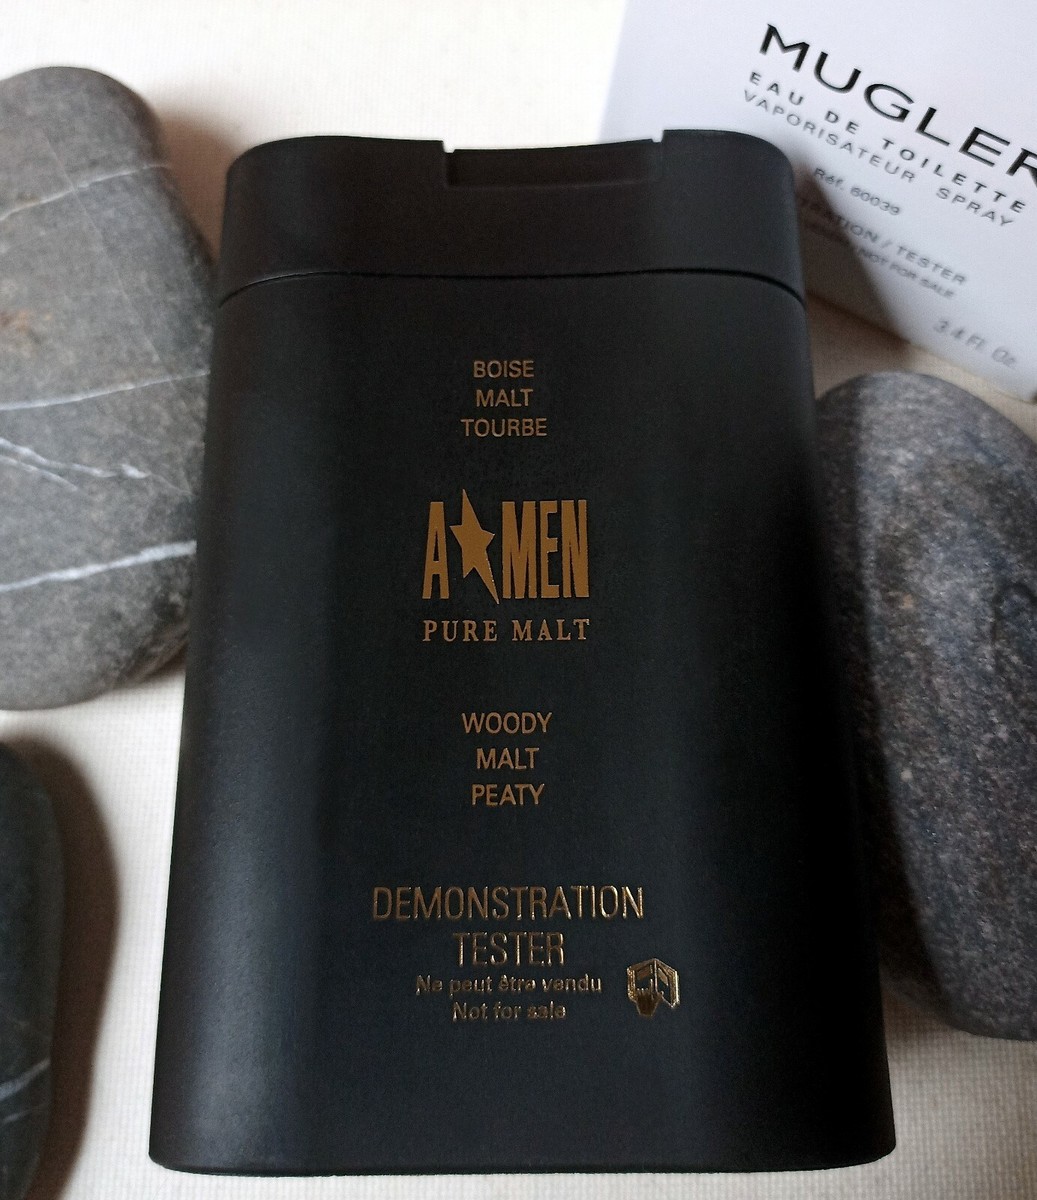 MUGLER
EAU DE TOILETTE
VAPORISATEUR SPRAY
Réf. 60039
/ TESTER
NOT FOR SALE
3.4 Fl. Oz.
BOISE
MALT
TOURBE
A★MEN
PURE MALT
WOODY
MALT
PEATY
DEMONSTRATION
TESTER
Ne peut être vendu
Not for sale